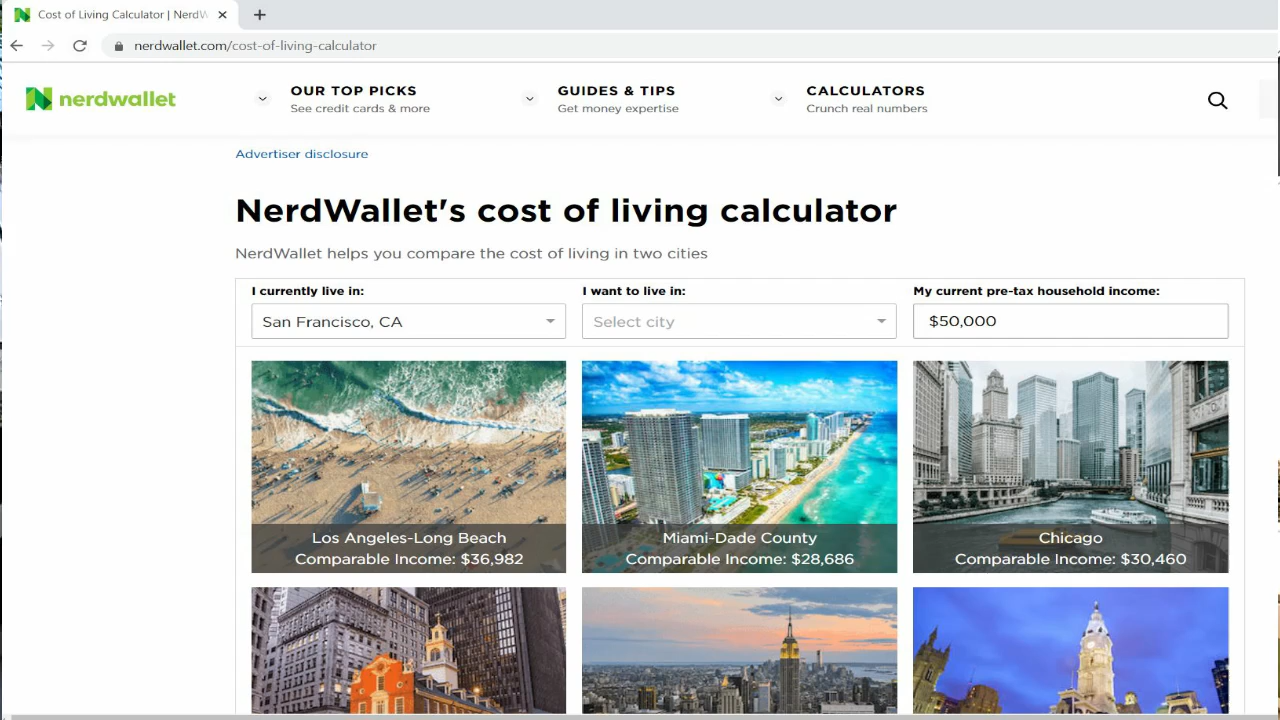 Cost of Living Calculator | NerdW
nerdwallet.com/cost-of-living-calculator
nerdwallet
OUR TOP PICKS
See credit cards & more
GUIDES & TIPS
Get money expertise
CALCULATORS
Crunch real numbers
Advertiser disclosure
NerdWallet's cost of living calculator
NerdWallet helps you compare the cost of living in two cities
I currently live in:
San Francisco, CA
I want to live in:
Select city
My current pre-tax household income:
$50,000
Los Angeles-Long Beach
Comparable Income: $36,982
Miami-Dade County
Comparable Income: $28,686
Chicago
Comparable Income: $30,460